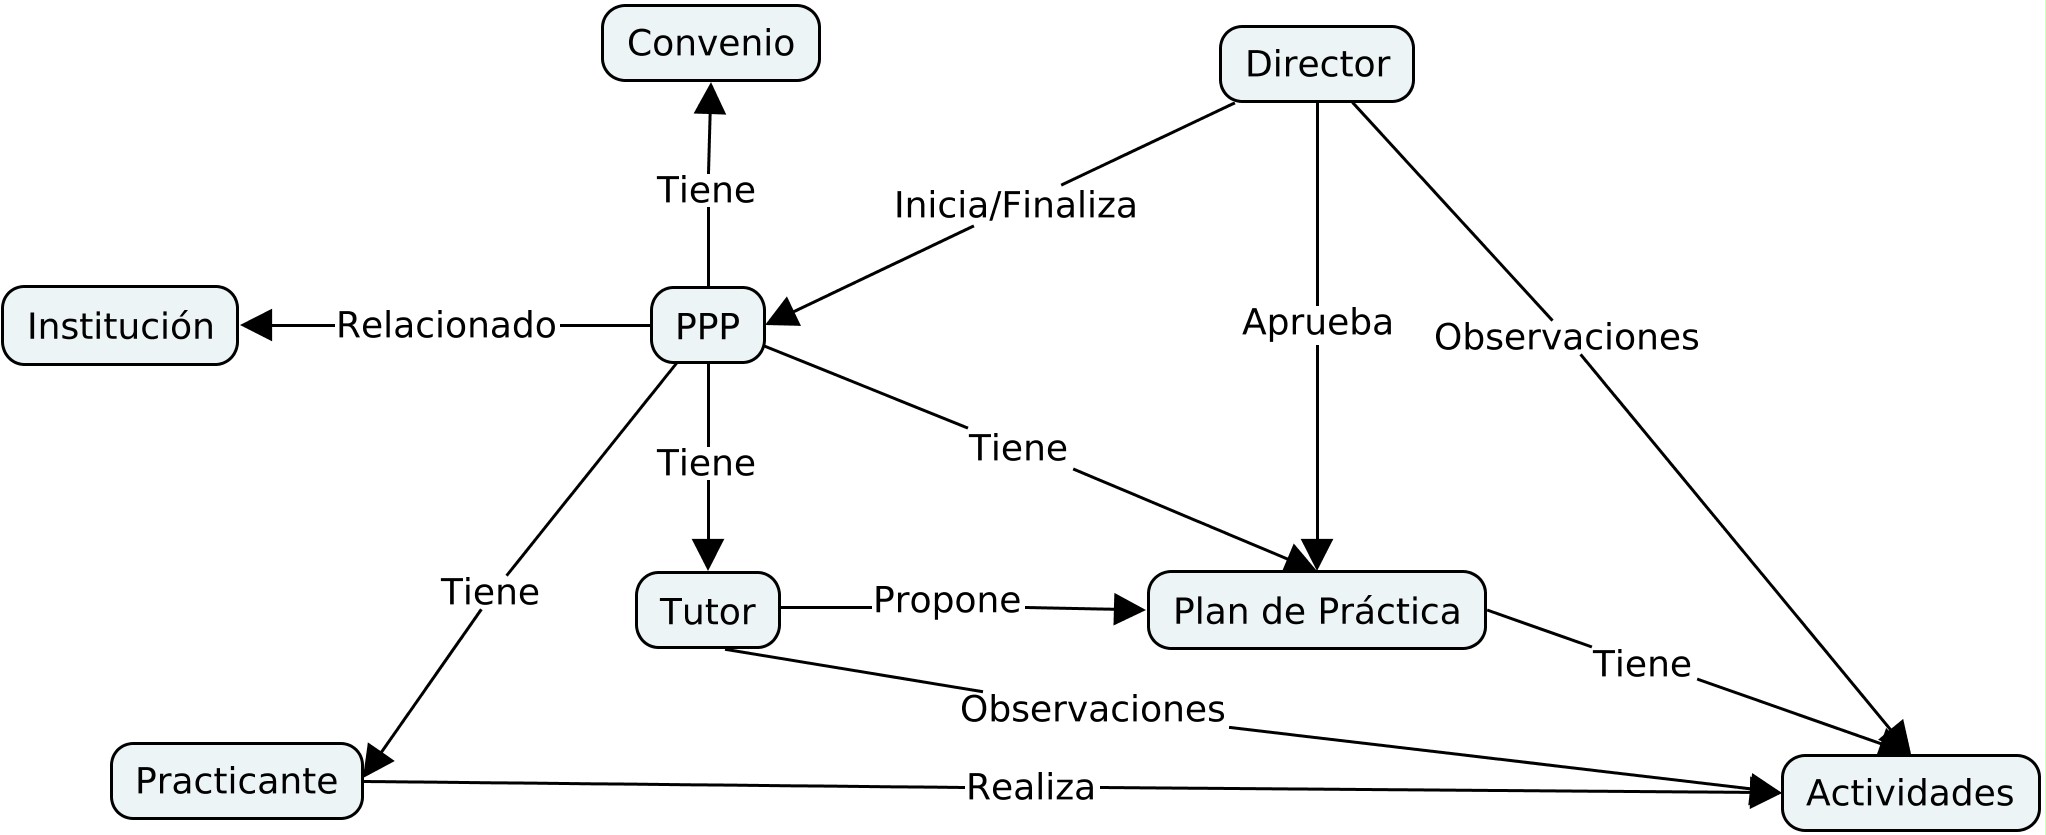 Convenio
Director
Tiene
Inicia/Finaliza
Institución
Relacionado
PPP
Aprueba
Observaciones
Tiene
Tiene
Tiene
Tutor
Propone
Plan de Práctica
Tiene
Observaciones
Practicante
Realiza
Actividades